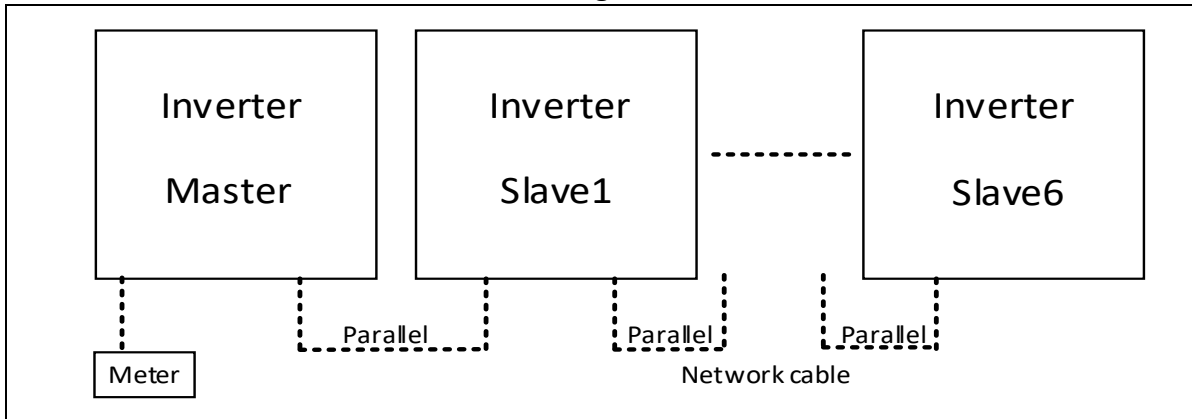 Inverter
Master
Inverter
Slave1
Inverter
Slave6
Parallel
Parallel
Parallel
Meter
Network cable